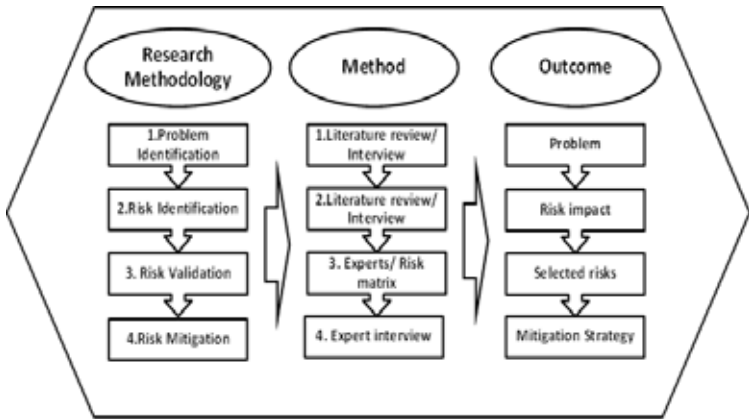 Research
Methodology
1.Problem
Identification
2.Risk Identification
3. Risk Validation
4.Risk Mitigation
Method
1.Literature review/
Interview
2.Literature review/
Interview
3. Experts/ Risk
matrix
4. Expert interview
Outcome
Problem
Risk impact
Selected risks
Mitigation Strategy